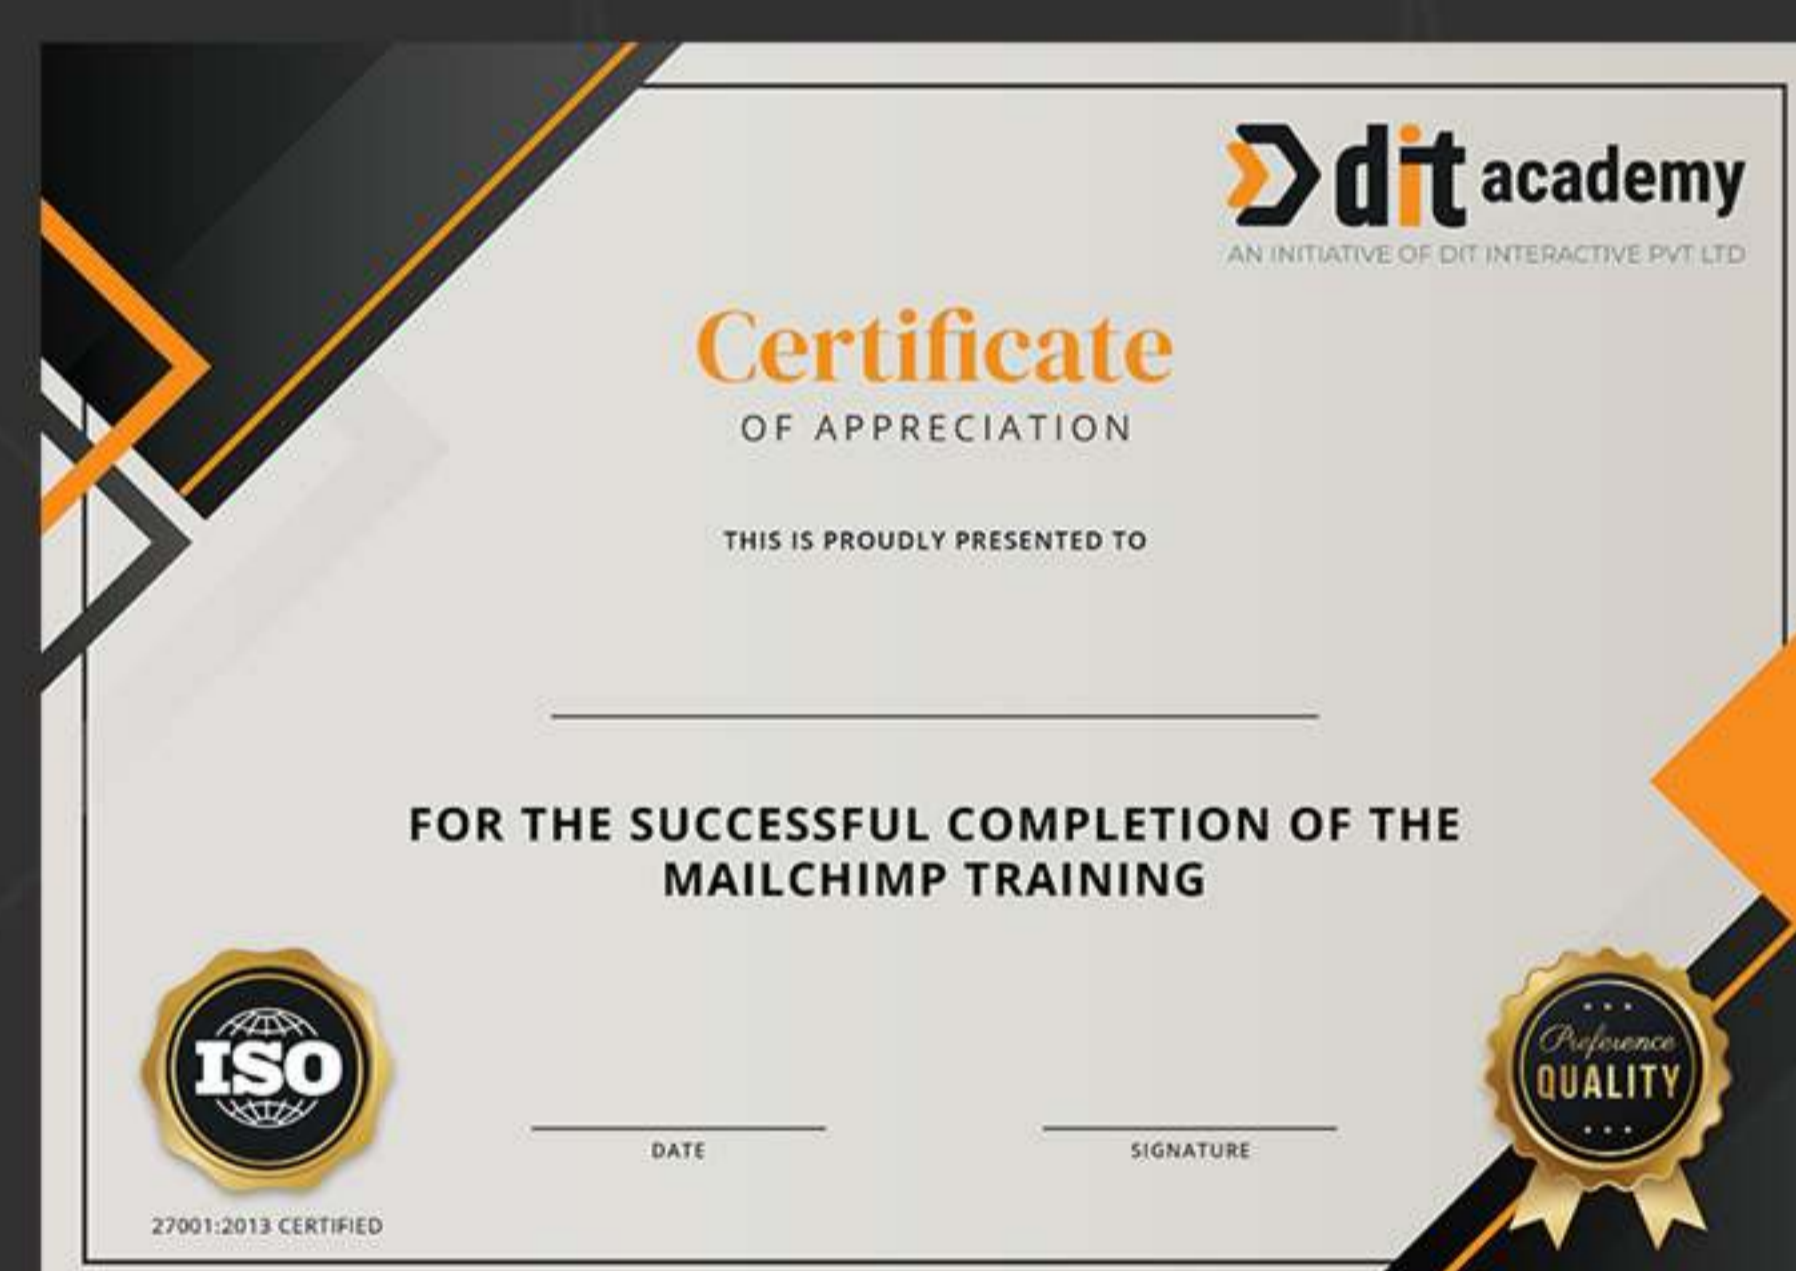 dit academy
AN INITIATIVE OF DIT INTERACTIVE PVT LTD
Certificate
OF APPRECIATION
THIS IS PROUDLY PRESENTED TO
FOR THE SUCCESSFUL COMPLETION OF THE
MAILCHIMP TRAINING
ISO
27001:2013 CERTIFIED
DATE
SIGNATURE
Preference
QUALITY